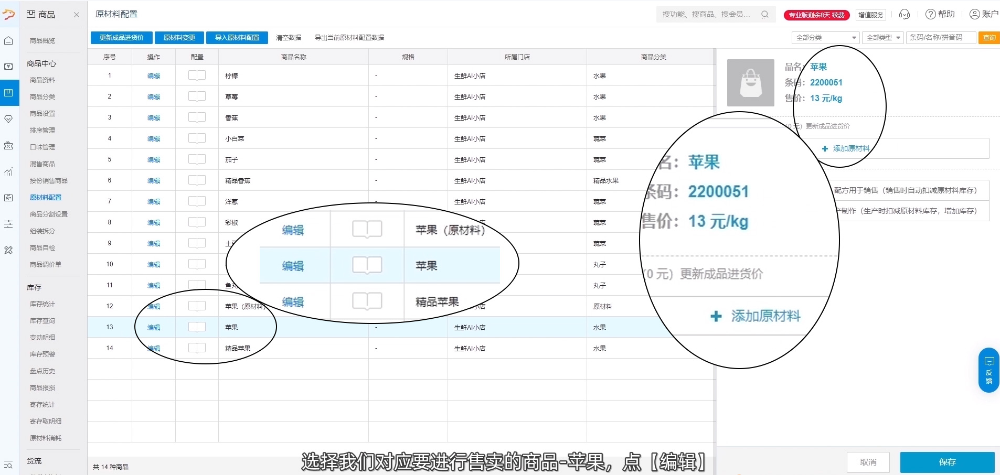 商品
原材料配置
搜功能、搜商品、搜会员...
专业版剩余8天 续费
增值服务
帮助
账户
更新成品进货价
原材料变更
导入原材料配置
清空数据
导出当前原材料配置数据
全部分类
全部类型
条码/名称/拼音码
查询
商品概览
商品中心
商品资料
商品分类
商品设置
排序管理
口味管理
混售商品
按份销售商品
原材料配置
商品分割设置
组装拆分
商品自检
商品调价单
库存
库存统计
库存查询
变动明细
库存预警
盘点历史
商品报损
寄存统计
寄存取明细
原材料消耗
货流
序号 操作 配置 商品名称 规格 所属门店 商品分类
1 编辑 柠檬 - 生鲜AI小店 水果
2 编辑 草莓 - 生鲜AI小店 水果
3 编辑 香蕉 - 生鲜AI小店 水果
4 编辑 小白菜 - 生鲜AI小店 蔬菜
5 编辑 茄子 - 生鲜AI小店 蔬菜
6 编辑 精品香蕉 - 生鲜AI小店 精品水果
7 编辑 洋葱 - 生鲜AI小店 蔬菜
8 编辑 彩椒 蔬菜
9 编辑 土豆 蔬菜
10 编辑 丸子
11 编辑 鱼丸 丸子
12 编辑 苹果（原材料） 小店 原材料
13 编辑 苹果 - 生鲜AI小店 水果
14 编辑 精品苹果 - 生鲜AI小店 水果
编辑 苹果（原材料）
编辑 苹果
编辑 精品苹果
共 14 种商品
品名：苹果
条码：2200051
售价：13 元/kg
(0 元) 更新成品进货价
+ 添加原材料
配方用于销售（销售时自动扣减原材料库存）
产制作（生产时扣减原材料库存，增加库存）
名：苹果
条码：2200051
售价：13 元/kg
(0 元) 更新成品进货价
+ 添加原材料
反馈
取消
保存
选择我们对应要进行售卖的商品-苹果，点【编辑】